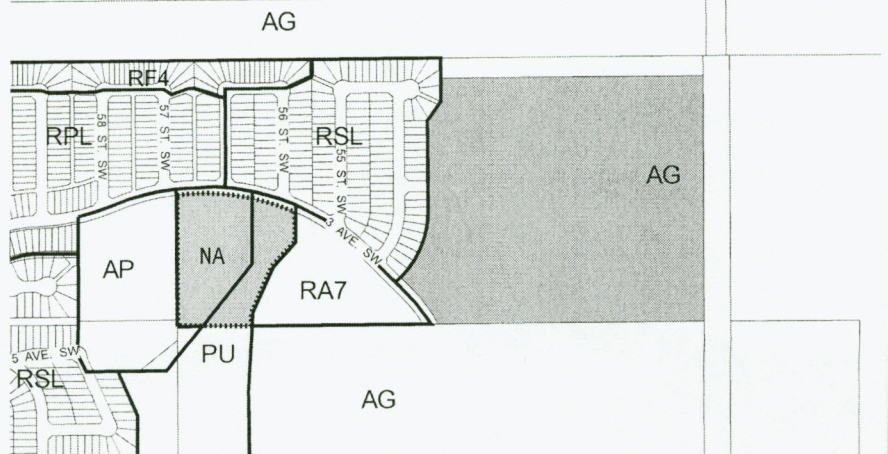 AG
RF4
RPL
58 ST. SW
57 ST. SW
56 ST. SW
RSL
55 ST. SW
AG
3 AVE. SW
NA
AP
RA7
5 AVE. SW
PU
RSL
AG